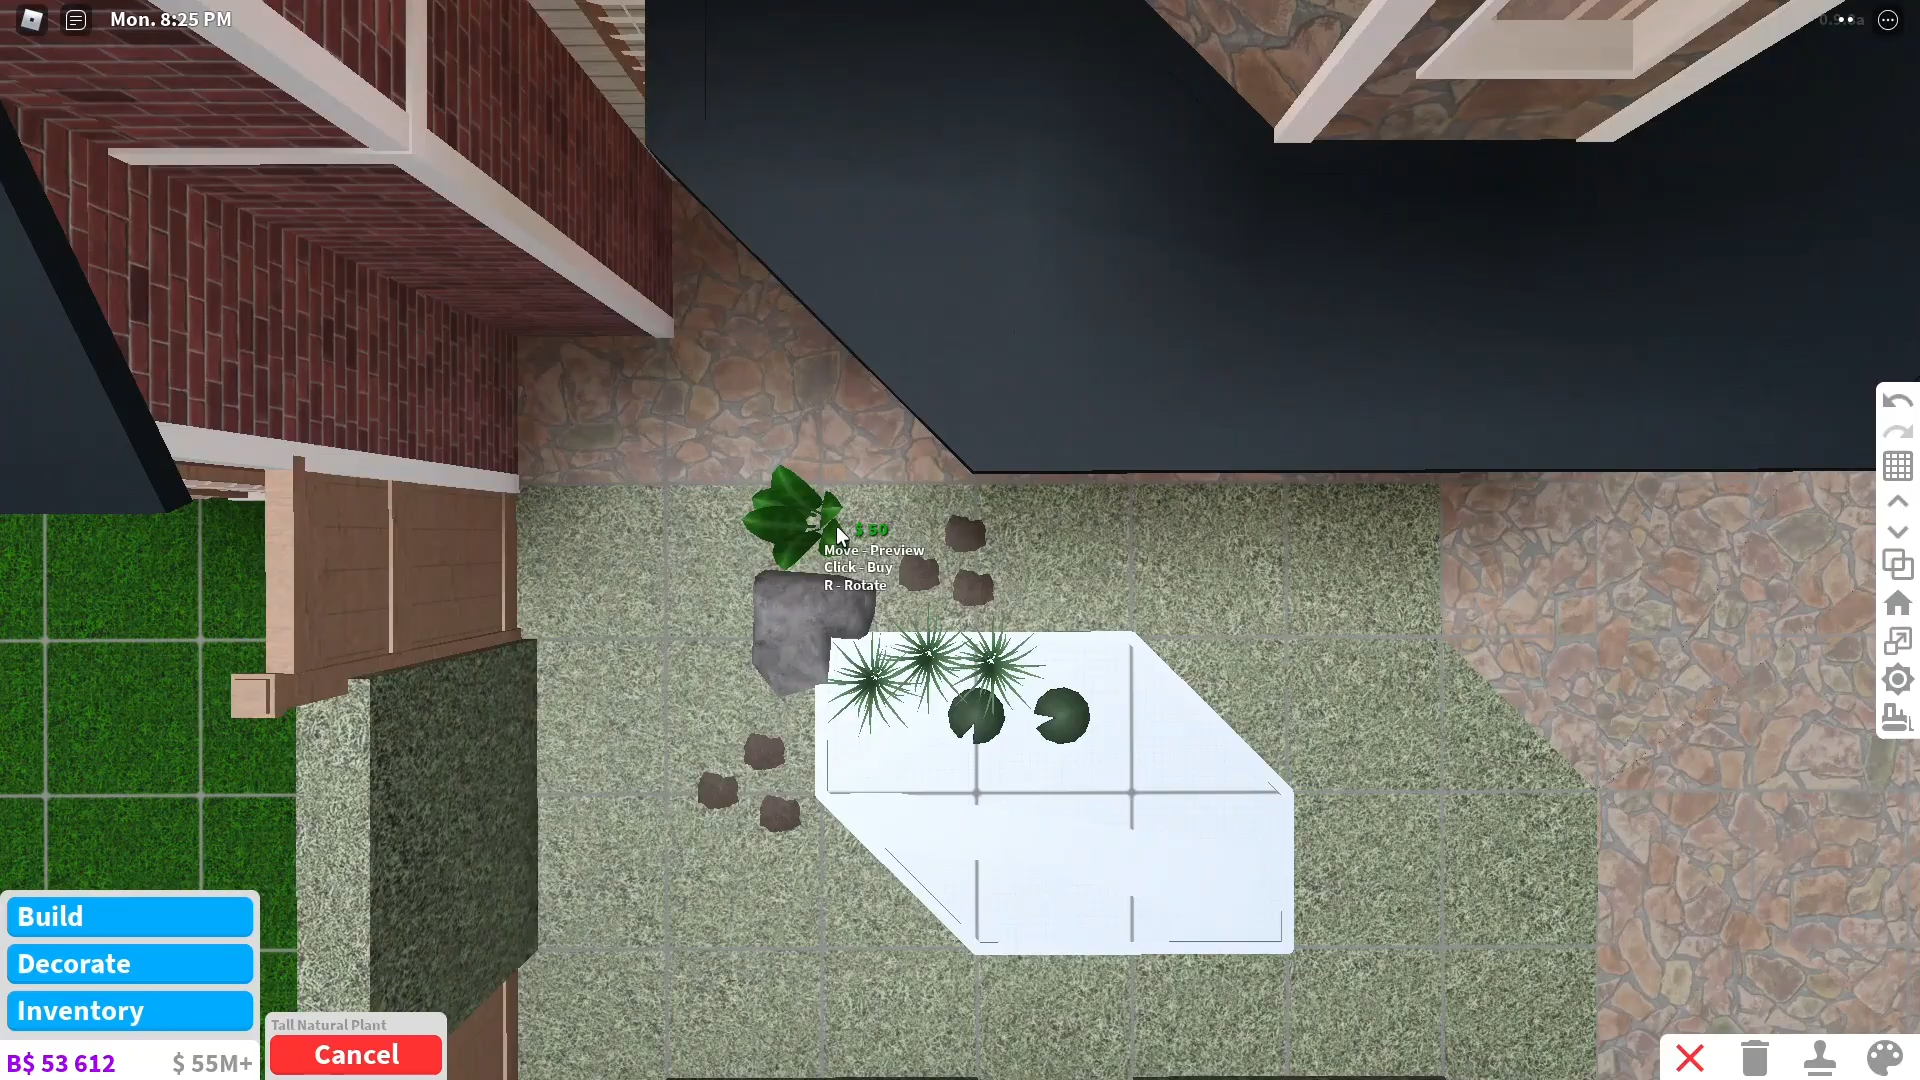 Mon. 8:25 PM
$ 50
Move - Preview
Click - Buy
R - Rotate
Build
Decorate
Inventory
Tall Natural Plant
Cancel
B$ 53 612
$ 55M+